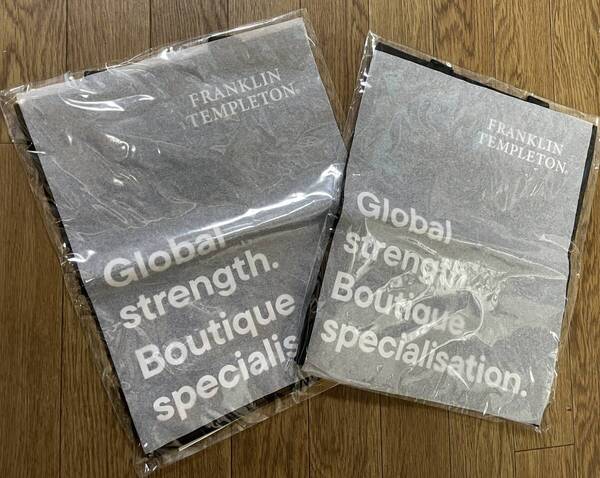 FRANKLIN
TEMPLETON
Global
strength.
Boutique
specialis
FRANKLIN
TEMPLETON®
Global
strength.
Boutique
specialisation.